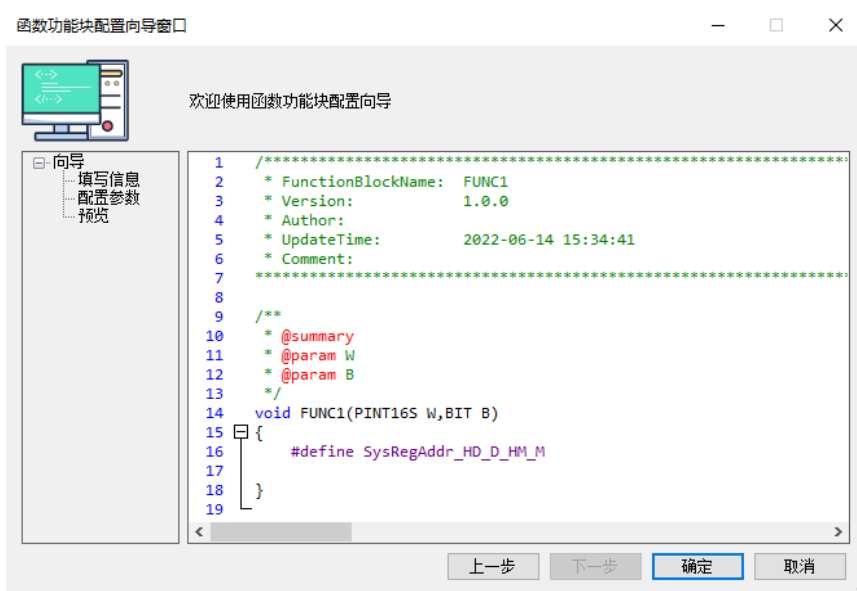 函数功能块配置向导窗口
<-->
</-->
欢迎使用函数功能块配置向导
向导
填写信息
配置参数
预览
1 /*****************************************************************
2 * FunctionBlockName: FUNC1
3 * Version: 1.0.0
4 * Author:
5 * UpdateTime: 2022-06-14 15:34:41
6 * Comment:
7 ******************************************************************
8
9 /**
10 * @summary
11 * @param W
12 * @param B
13 */
14 void FUNC1(PINT16S W,BIT B)
15 {
16 #define SysRegAddr_HD_D_HM_M
17
18 }
19
上一步 下一步 确定 取消